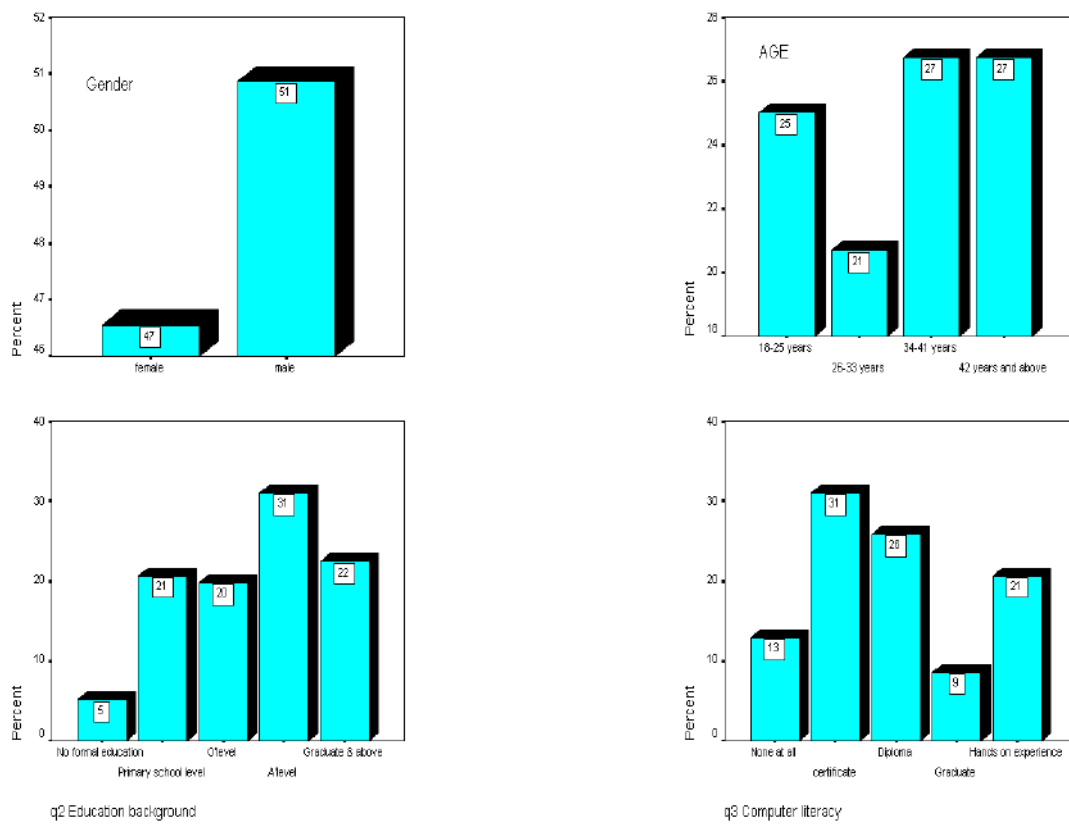 52
51
50
49
48
47
46
Percent
Gender
47
51
female
male
28
26
24
22
20
18
Percent
AGE
25
21
27
27
18-25 years
34-41 years
26-33 years
42 years and above
40
30
20
10
0
Percent
5
21
20
31
22
No formal education
O'level
Graduate & above
Primary school level
A'level
q2 Education background
40
30
20
10
0
Percent
13
31
26
9
21
None at all
Diploma
Hands on experience
certificate
Graduate
q3 Computer literacy